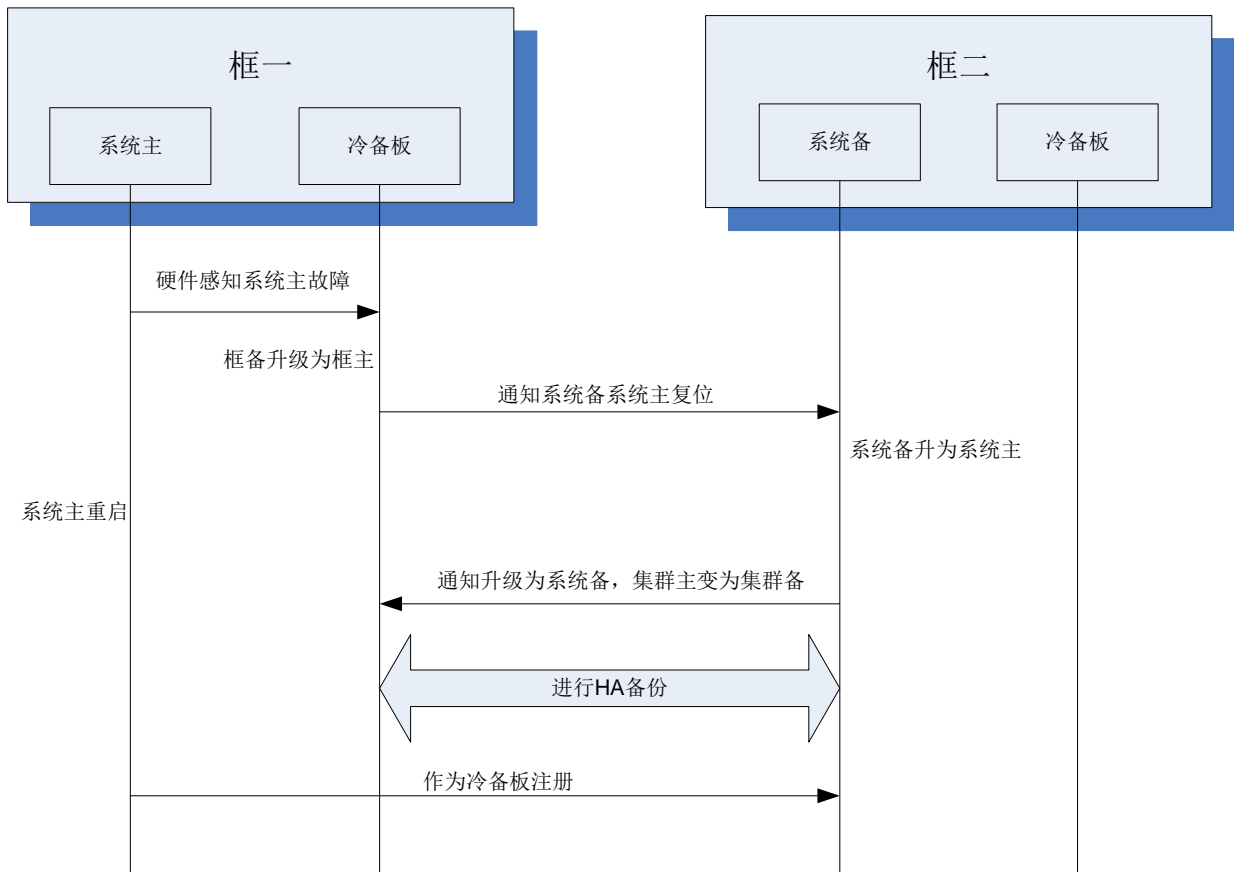 框一
框二
系统主
冷备板
系统备
冷备板
硬件感知系统主故障
框备升级为框主
通知系统备系统主复位
系统备升为系统主
系统主重启
通知升级为系统备，集群主变为集群备
进行HA备份
作为冷备板注册